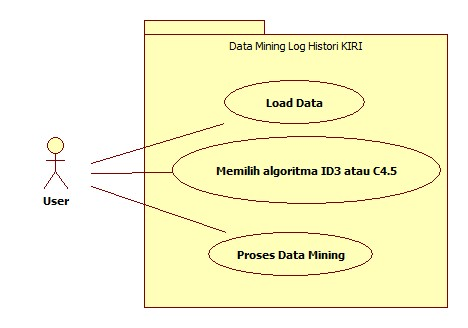 Data Mining Log Histori KIRI
Load Data
Memilih algoritma ID3 atau C4.5
User
Proses Data Mining